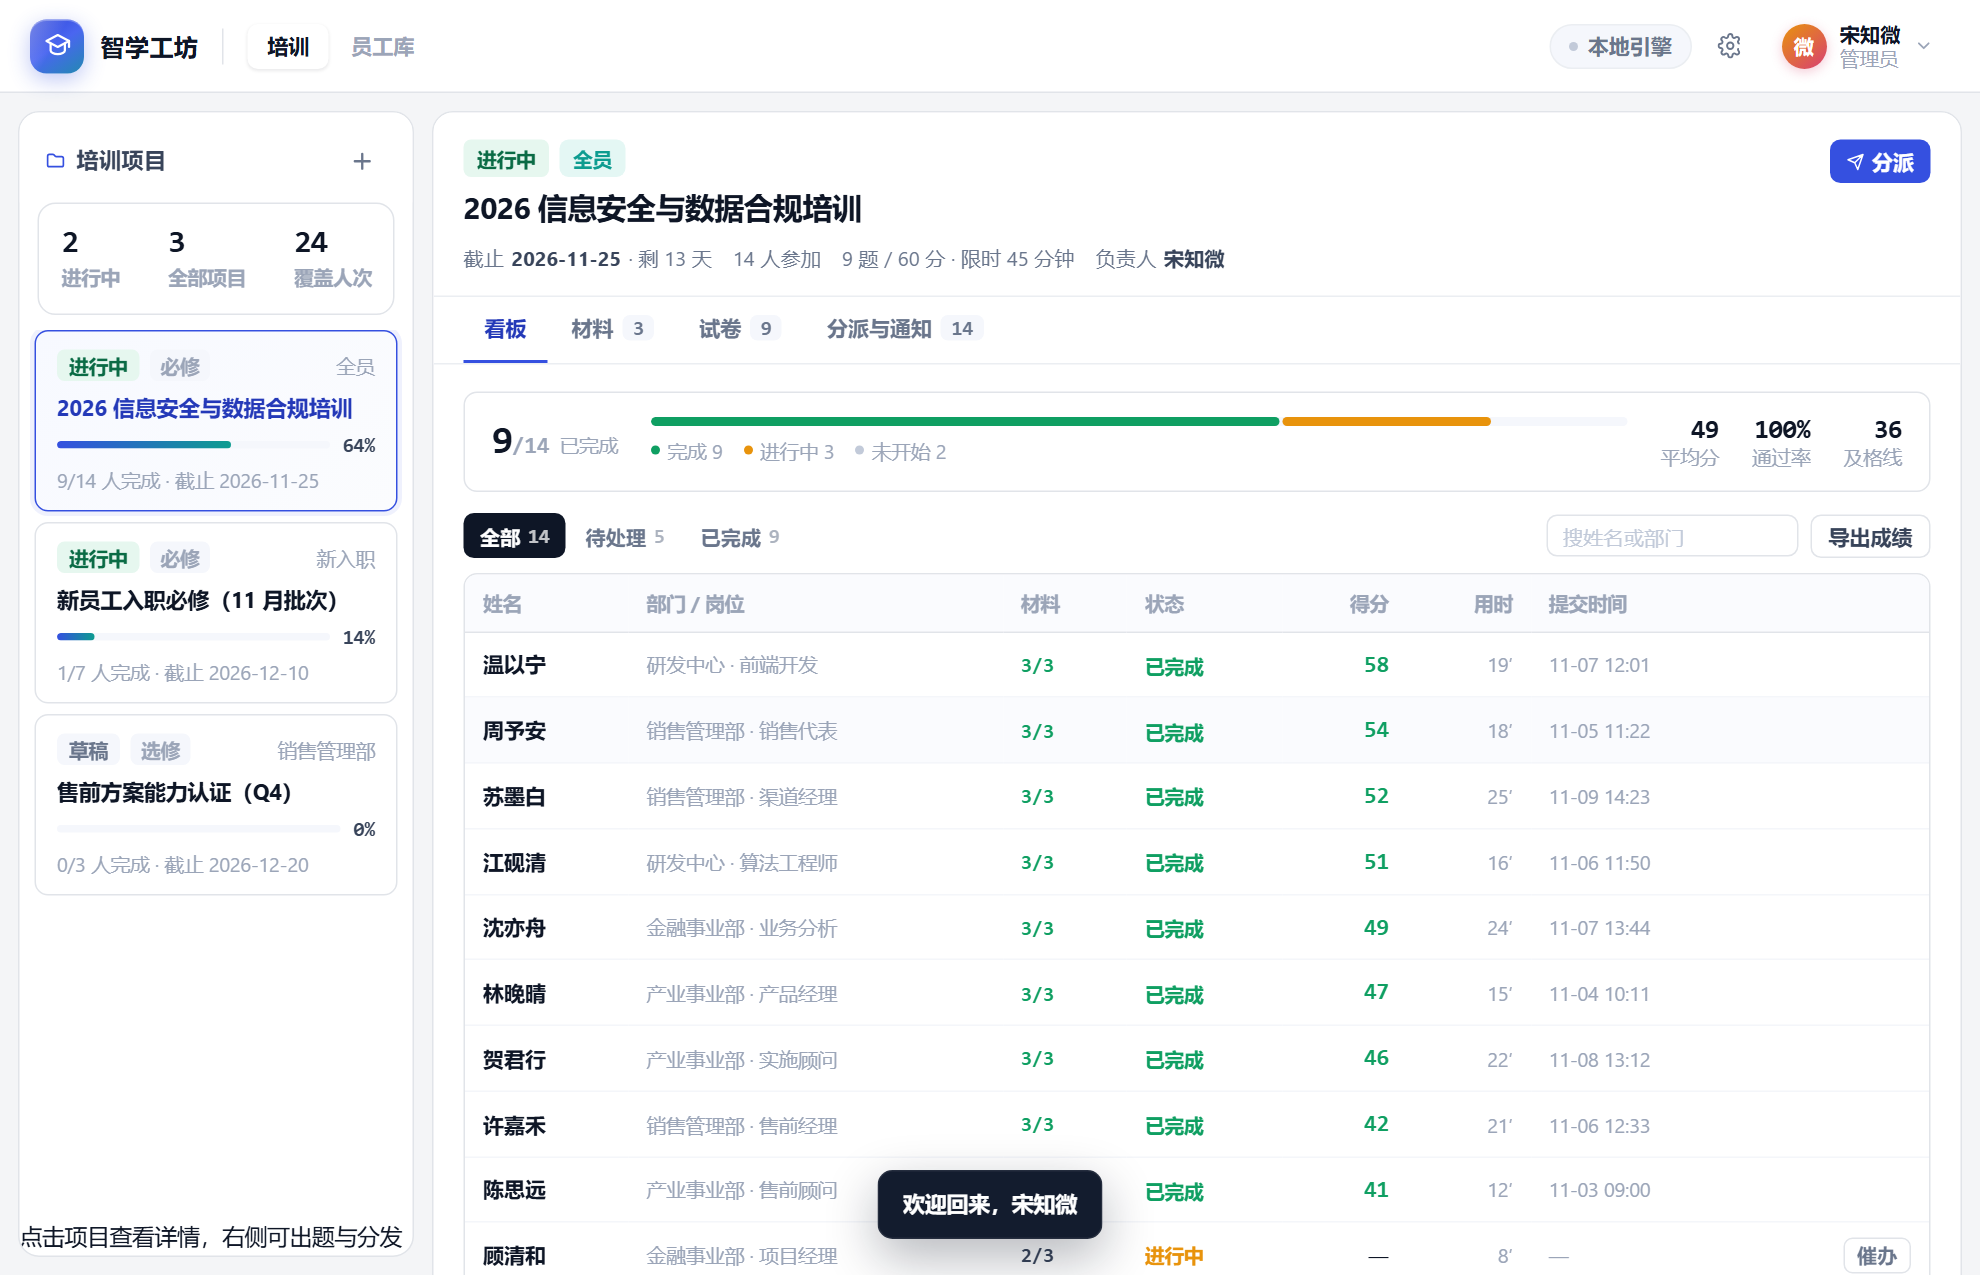 智学工坊
培训
员工库
本地引擎
微
宋知微
管理员
培训项目
2 进行中
3 全部项目
24 覆盖人次
进行中 必修 全员
2026 信息安全与数据合规培训
64%
9/14 人完成 · 截止 2026-11-25
进行中 必修 新入职
新员工入职必修（11 月批次）
14%
1/7 人完成 · 截止 2026-12-10
草稿 选修 销售管理部
售前方案能力认证（Q4）
0%
0/3 人完成 · 截止 2026-12-20
点击项目查看详情，右侧可出题与分发
进行中 全员
分派
2026 信息安全与数据合规培训
截止 2026-11-25 · 剩 13 天 14 人参加 9 题 / 60 分 · 限时 45 分钟 负责人 宋知微
看板 材料 3 试卷 9 分派与通知 14
9/14 已完成
完成 9 进行中 3 未开始 2
49 平均分
100% 通过率
36 及格线
全部 14 待处理 5 已完成 9
搜姓名或部门
导出成绩
姓名 部门 / 岗位 材料 状态 得分 用时 提交时间
温以宁 研发中心 · 前端开发 3/3 已完成 58 19′ 11-07 12:01
周予安 销售管理部 · 销售代表 3/3 已完成 54 18′ 11-05 11:22
苏墨白 销售管理部 · 渠道经理 3/3 已完成 52 25′ 11-09 14:23
江砚清 研发中心 · 算法工程师 3/3 已完成 51 16′ 11-06 11:50
沈亦舟 金融事业部 · 业务分析 3/3 已完成 49 24′ 11-07 13:44
林晚晴 产业事业部 · 产品经理 3/3 已完成 47 15′ 11-04 10:11
贺君行 产业事业部 · 实施顾问 3/3 已完成 46 22′ 11-08 13:12
许嘉禾 销售管理部 · 售前经理 3/3 已完成 42 21′ 11-06 12:33
陈思远 产业事业部 · 售前顾问 已完成 41 12′ 11-03 09:00
欢迎回来，宋知微
顾清和 金融事业部 · 项目经理 2/3 进行中 — 8′ — 催办